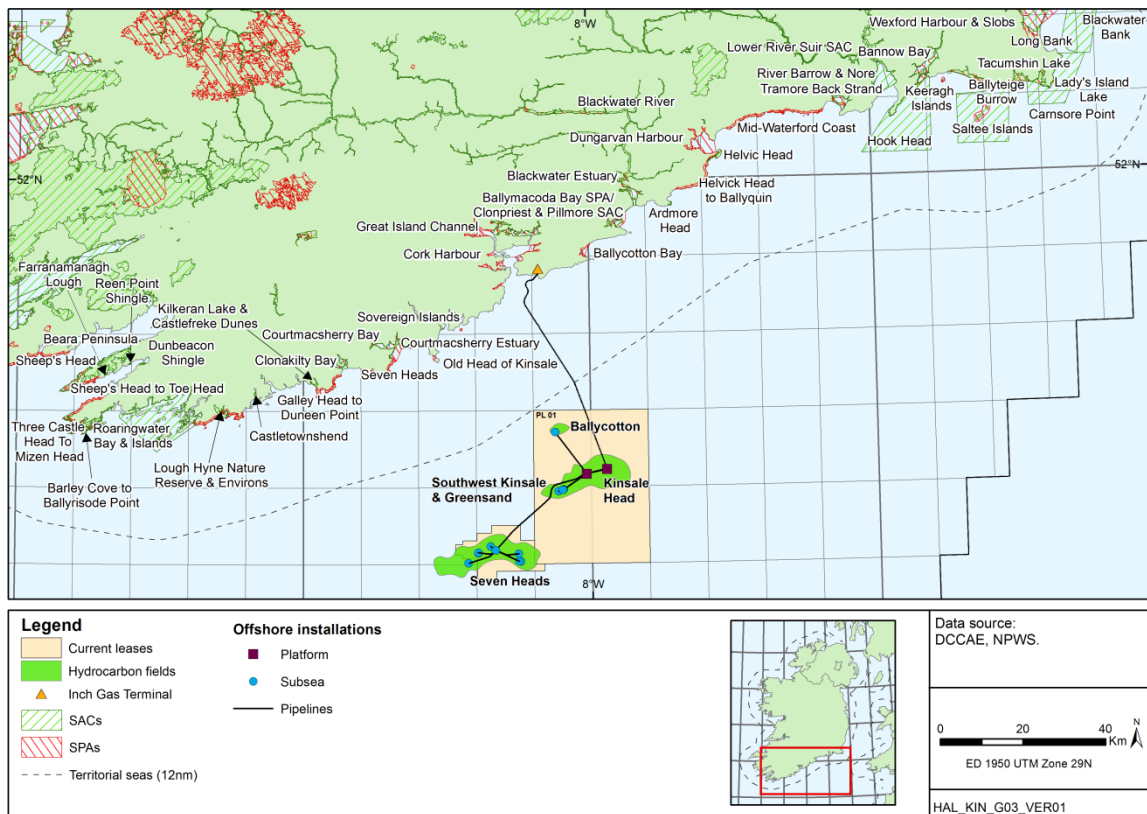 8°W
Wexford Harbour & Slobs
Blackwater
Bank
Long Bank
Lower River Suir SAC
Bannow Bay
Tacumshin Lake
River Barrow & Nore
Tramore Back Strand
Keeragh
Islands
Ballyteige
Burrow
Lady's Island
Lake
Carnsore Point
Saltee Islands
Hook Head
Blackwater River
Mid-Waterford Coast
Dungarvan Harbour
Helvic Head
52°N
52°N
Helvick Head
to Ballyquin
Blackwater Estuary
Ballymacoda Bay SPA/
Clonpriest & Pillmore SAC
Ardmore
Head
Great Island Channel
Cork Harbour
Ballycotton Bay
Farranamanagh
Lough
Reen Point
Shingle
Kilkeran Lake &
Castlefreke Dunes
Sovereign Islands
Beara Peninsula
Dunbeacon
Shingle
Courtmacsherry Bay
Courtmacsherry Estuary
Sheep's Head
Clonakilty Bay
Old Head of Kinsale
Seven Heads
Sheep's Head to Toe Head
Galley Head to
Duneen Point
Three Castle
Head To
Mizen Head
Roaringwater
Bay & Islands
Castletownshend
Lough Hyne Nature
Reserve & Environs
Barley Cove to
Ballyrisode Point
PL 01
Ballycotton
Southwest Kinsale
& Greensand
Kinsale
Head
Seven Heads
8°W
Legend
Current leases
Hydrocarbon fields
Inch Gas Terminal
SACs
SPAs
Territorial seas (12nm)
Offshore installations
Platform
Subsea
Pipelines
Data source:
DCCAE, NPWS.
0 20 40
Km
N
ED 1950 UTM Zone 29N
HAL_KIN_G03_VER01